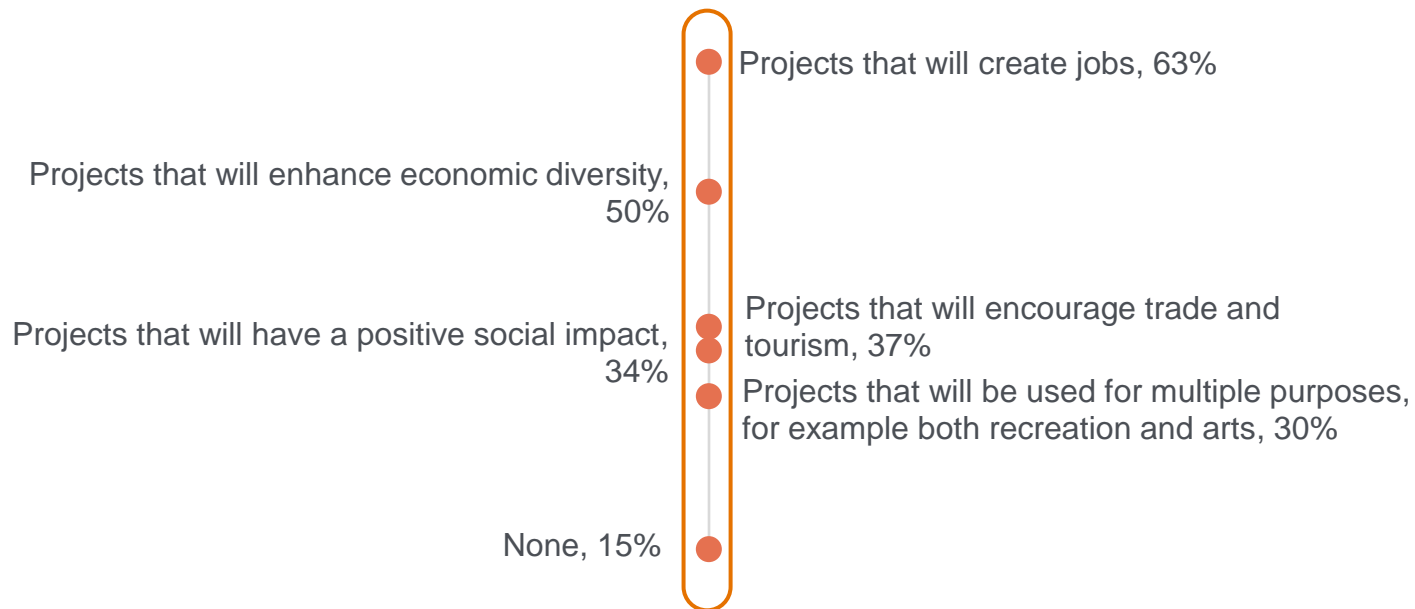 Projects that will create jobs, 63%
Projects that will enhance economic diversity,
50%
Projects that will encourage trade and
tourism, 37%
Projects that will have a positive social impact,
34%
Projects that will be used for multiple purposes,
for example both recreation and arts, 30%
None, 15%